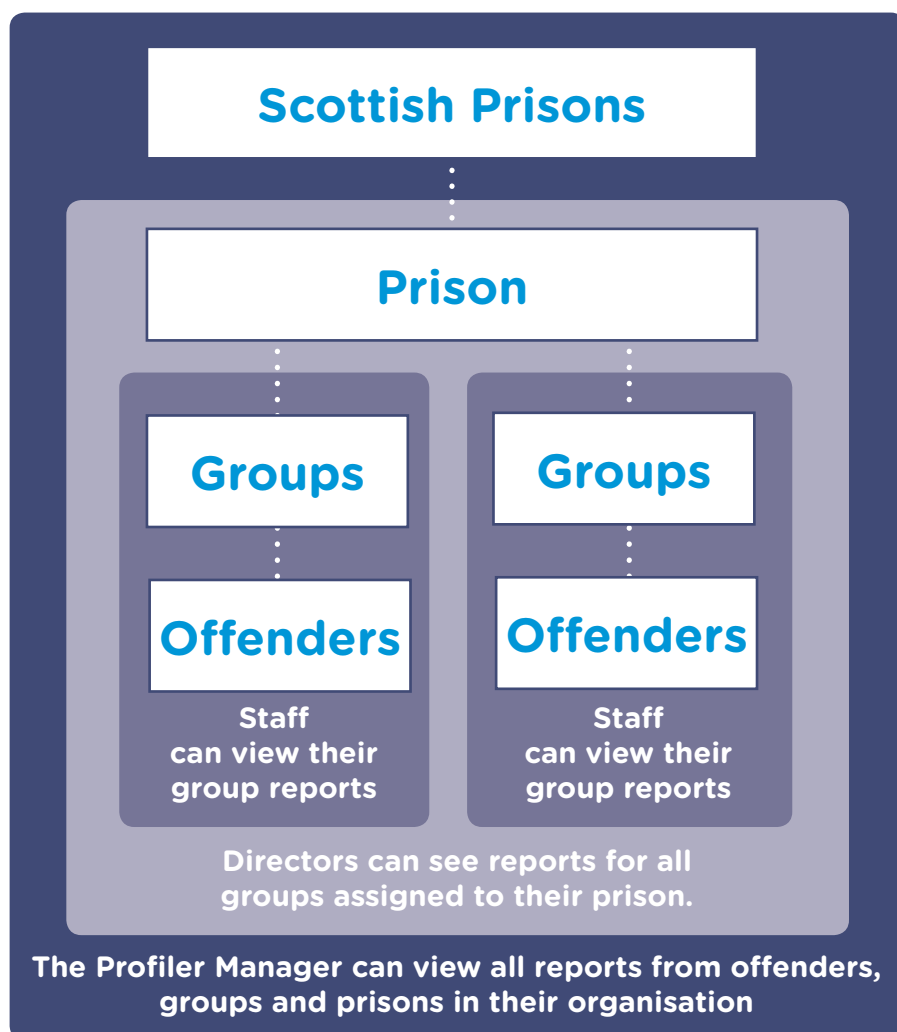 Scottish Prisons
Prison
Groups
Offenders
Staff
can view their
group reports
Groups
Offenders
Staff
can view their
group reports
Directors can see reports for all
groups assigned to their prison.
The Profiler Manager can view all reports from offenders,
groups and prisons in their organisation